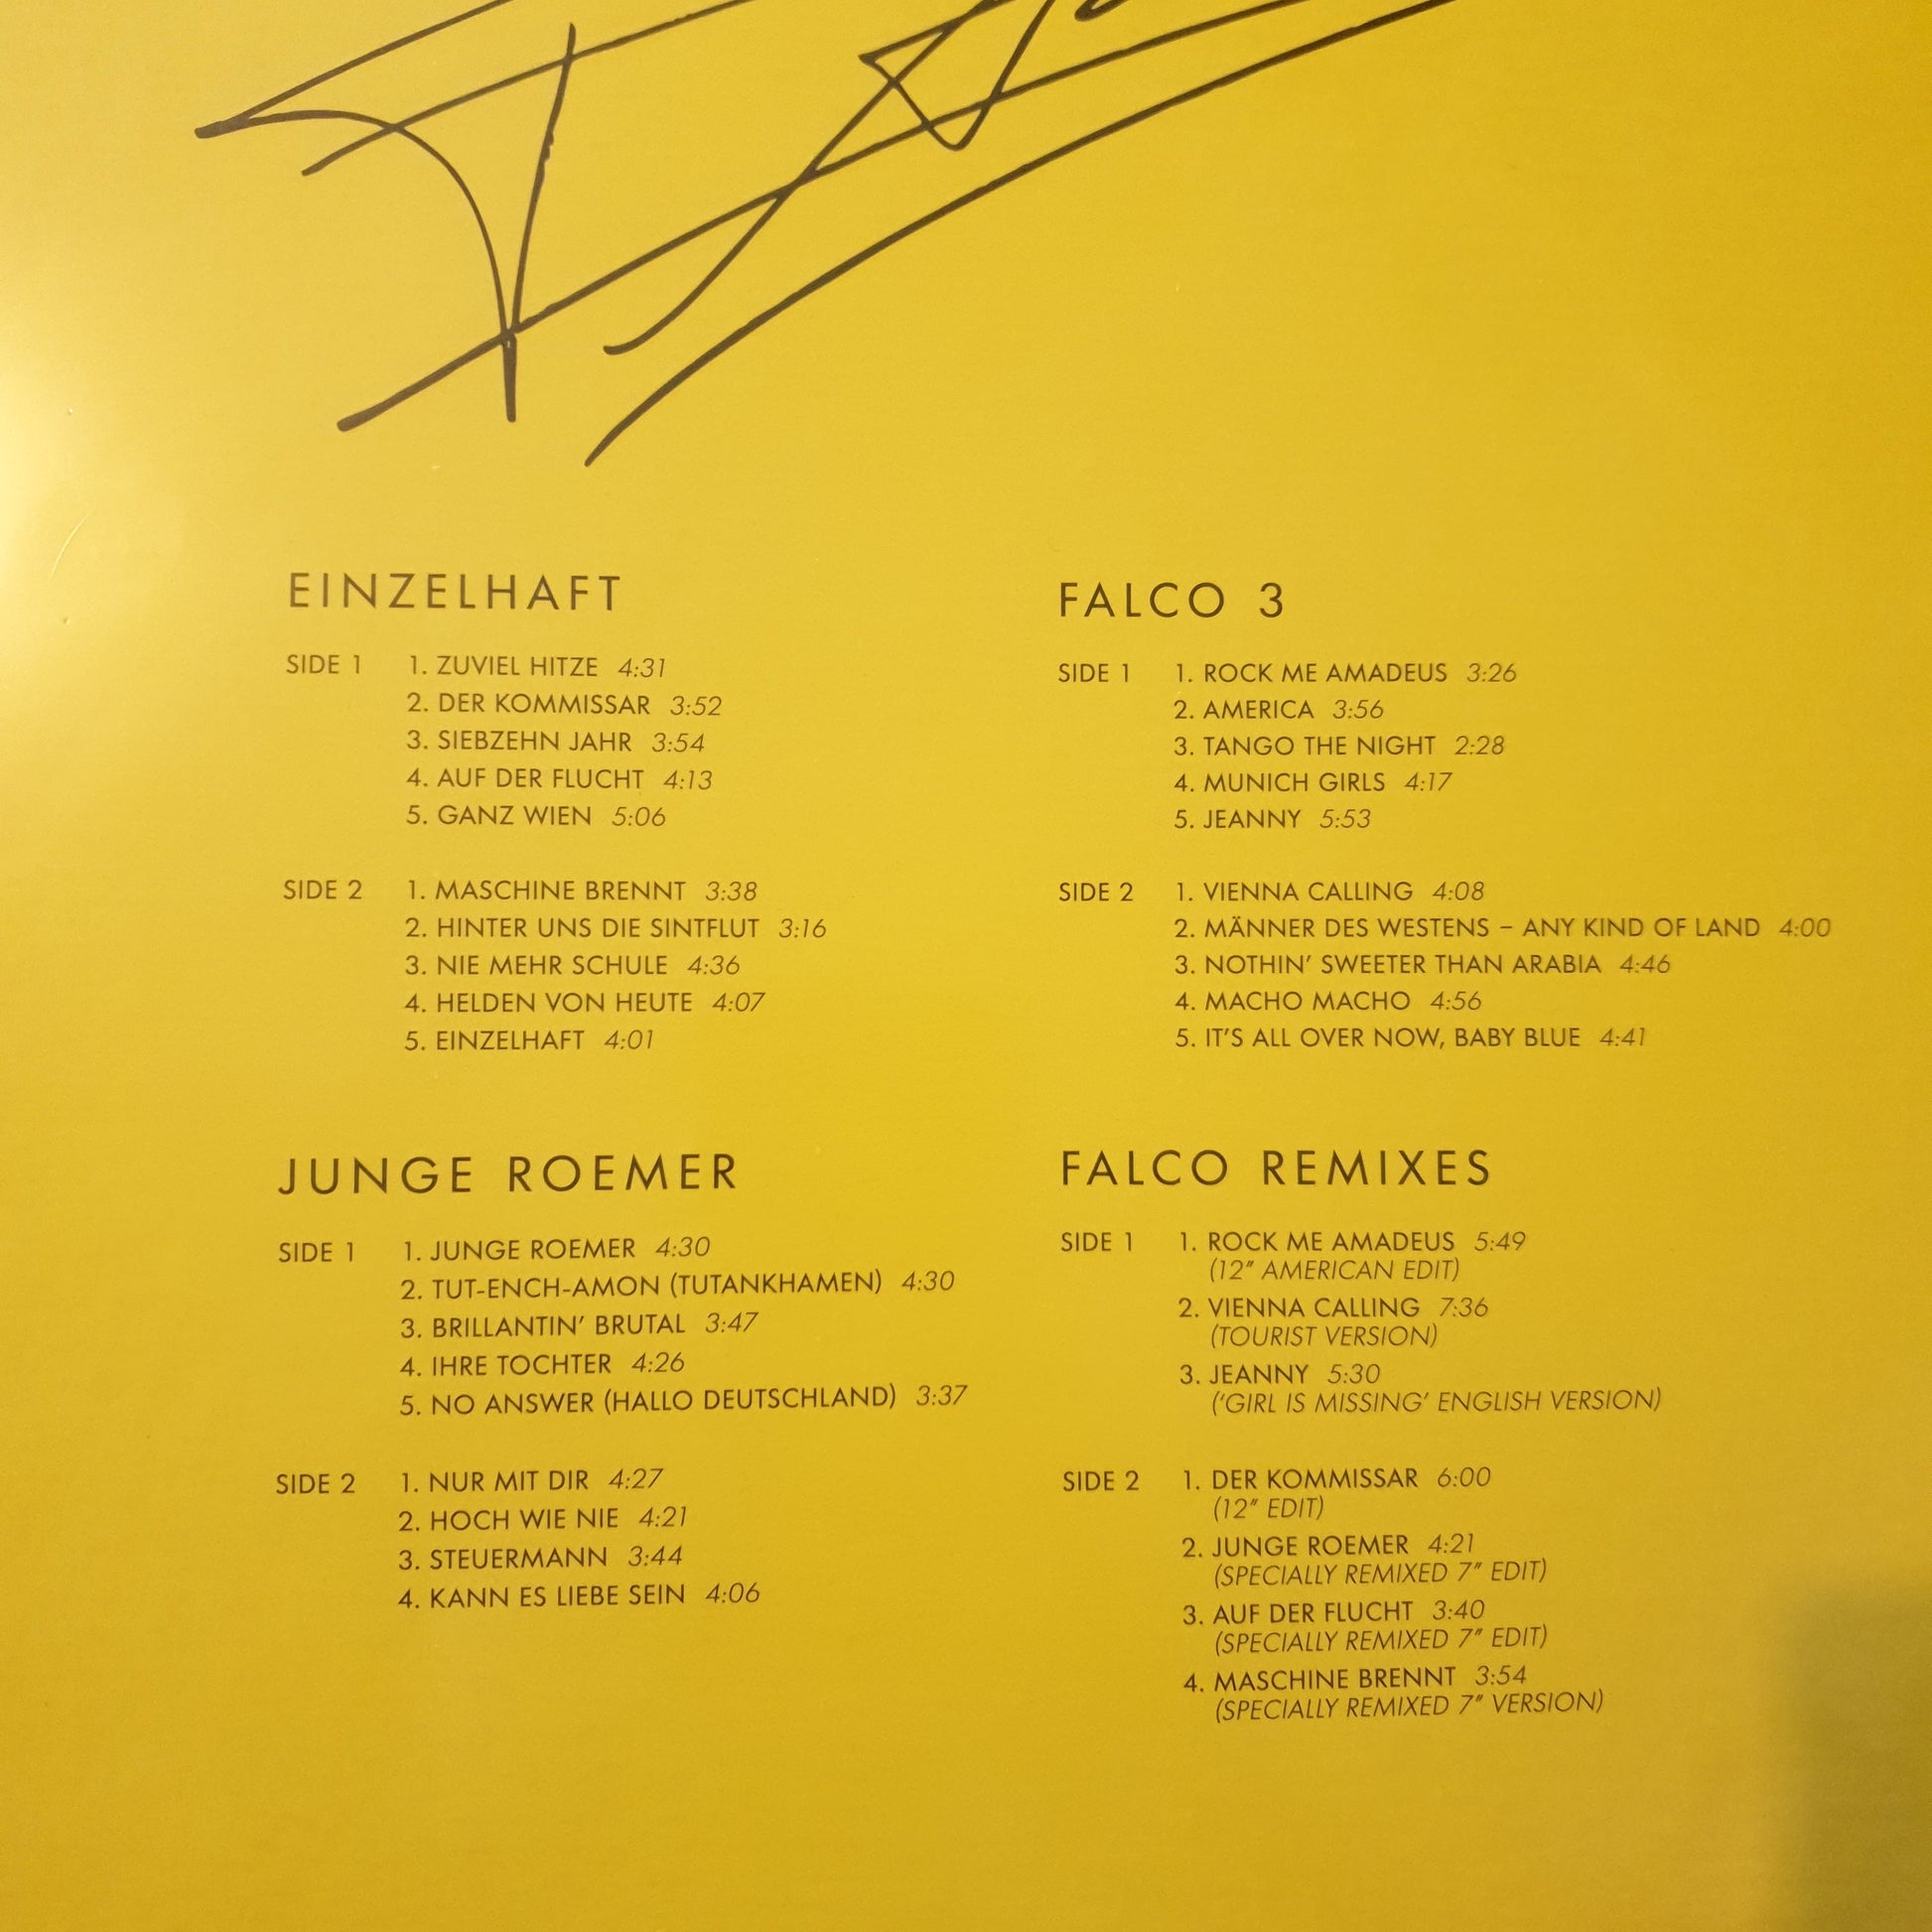 EINZELHAFT
SIDE 1 1. ZUVIEL HITZE 4:31
2. DER KOMMISSAR 3:52
3. SIEBZEHN JAHR 3:54
4. AUF DER FLUCHT 4:13
5. GANZ WIEN 5:06
SIDE 2 1. MASCHINE BRENNT 3:38
2. HINTER UNS DIE SINTFLUT 3:16
3. NIE MEHR SCHULE 4:36
4. HELDEN VON HEUTE 4:07
5. EINZELHAFT 4:01
JUNGE ROEMER
SIDE 1 1. JUNGE ROEMER 4:30
2. TUT-ENCH-AMON (TUTANKHAMEN) 4:30
3. BRILLANTIN’ BRUTAL 3:47
4. IHRE TOCHTER 4:26
5. NO ANSWER (HALLO DEUTSCHLAND) 3:37
SIDE 2 1. NUR MIT DIR 4:27
2. HOCH WIE NIE 4:21
3. STEUERMANN 3:44
4. KANN ES LIEBE SEIN 4:06
FALCO 3
SIDE 1 1. ROCK ME AMADEUS 3:26
2. AMERICA 3:56
3. TANGO THE NIGHT 2:28
4. MUNICH GIRLS 4:17
5. JEANNY 5:53
SIDE 2 1. VIENNA CALLING 4:08
2. MÄNNER DES WESTENS – ANY KIND OF LAND 4:00
3. NOTHIN’ SWEETER THAN ARABIA 4:46
4. MACHO MACHO 4:56
5. IT’S ALL OVER NOW, BABY BLUE 4:41
FALCO REMIXES
SIDE 1 1. ROCK ME AMADEUS 5:49
(12” AMERICAN EDIT)
2. VIENNA CALLING 7:36
(TOURIST VERSION)
3. JEANNY 5:30
(‘GIRL IS MISSING’ ENGLISH VERSION)
SIDE 2 1. DER KOMMISSAR 6:00
(12” EDIT)
2. JUNGE ROEMER 4:21
(SPECIALLY REMIXED 7” EDIT)
3. AUF DER FLUCHT 3:40
(SPECIALLY REMIXED 7” EDIT)
4. MASCHINE BRENNT 3:54
(SPECIALLY REMIXED 7” VERSION)